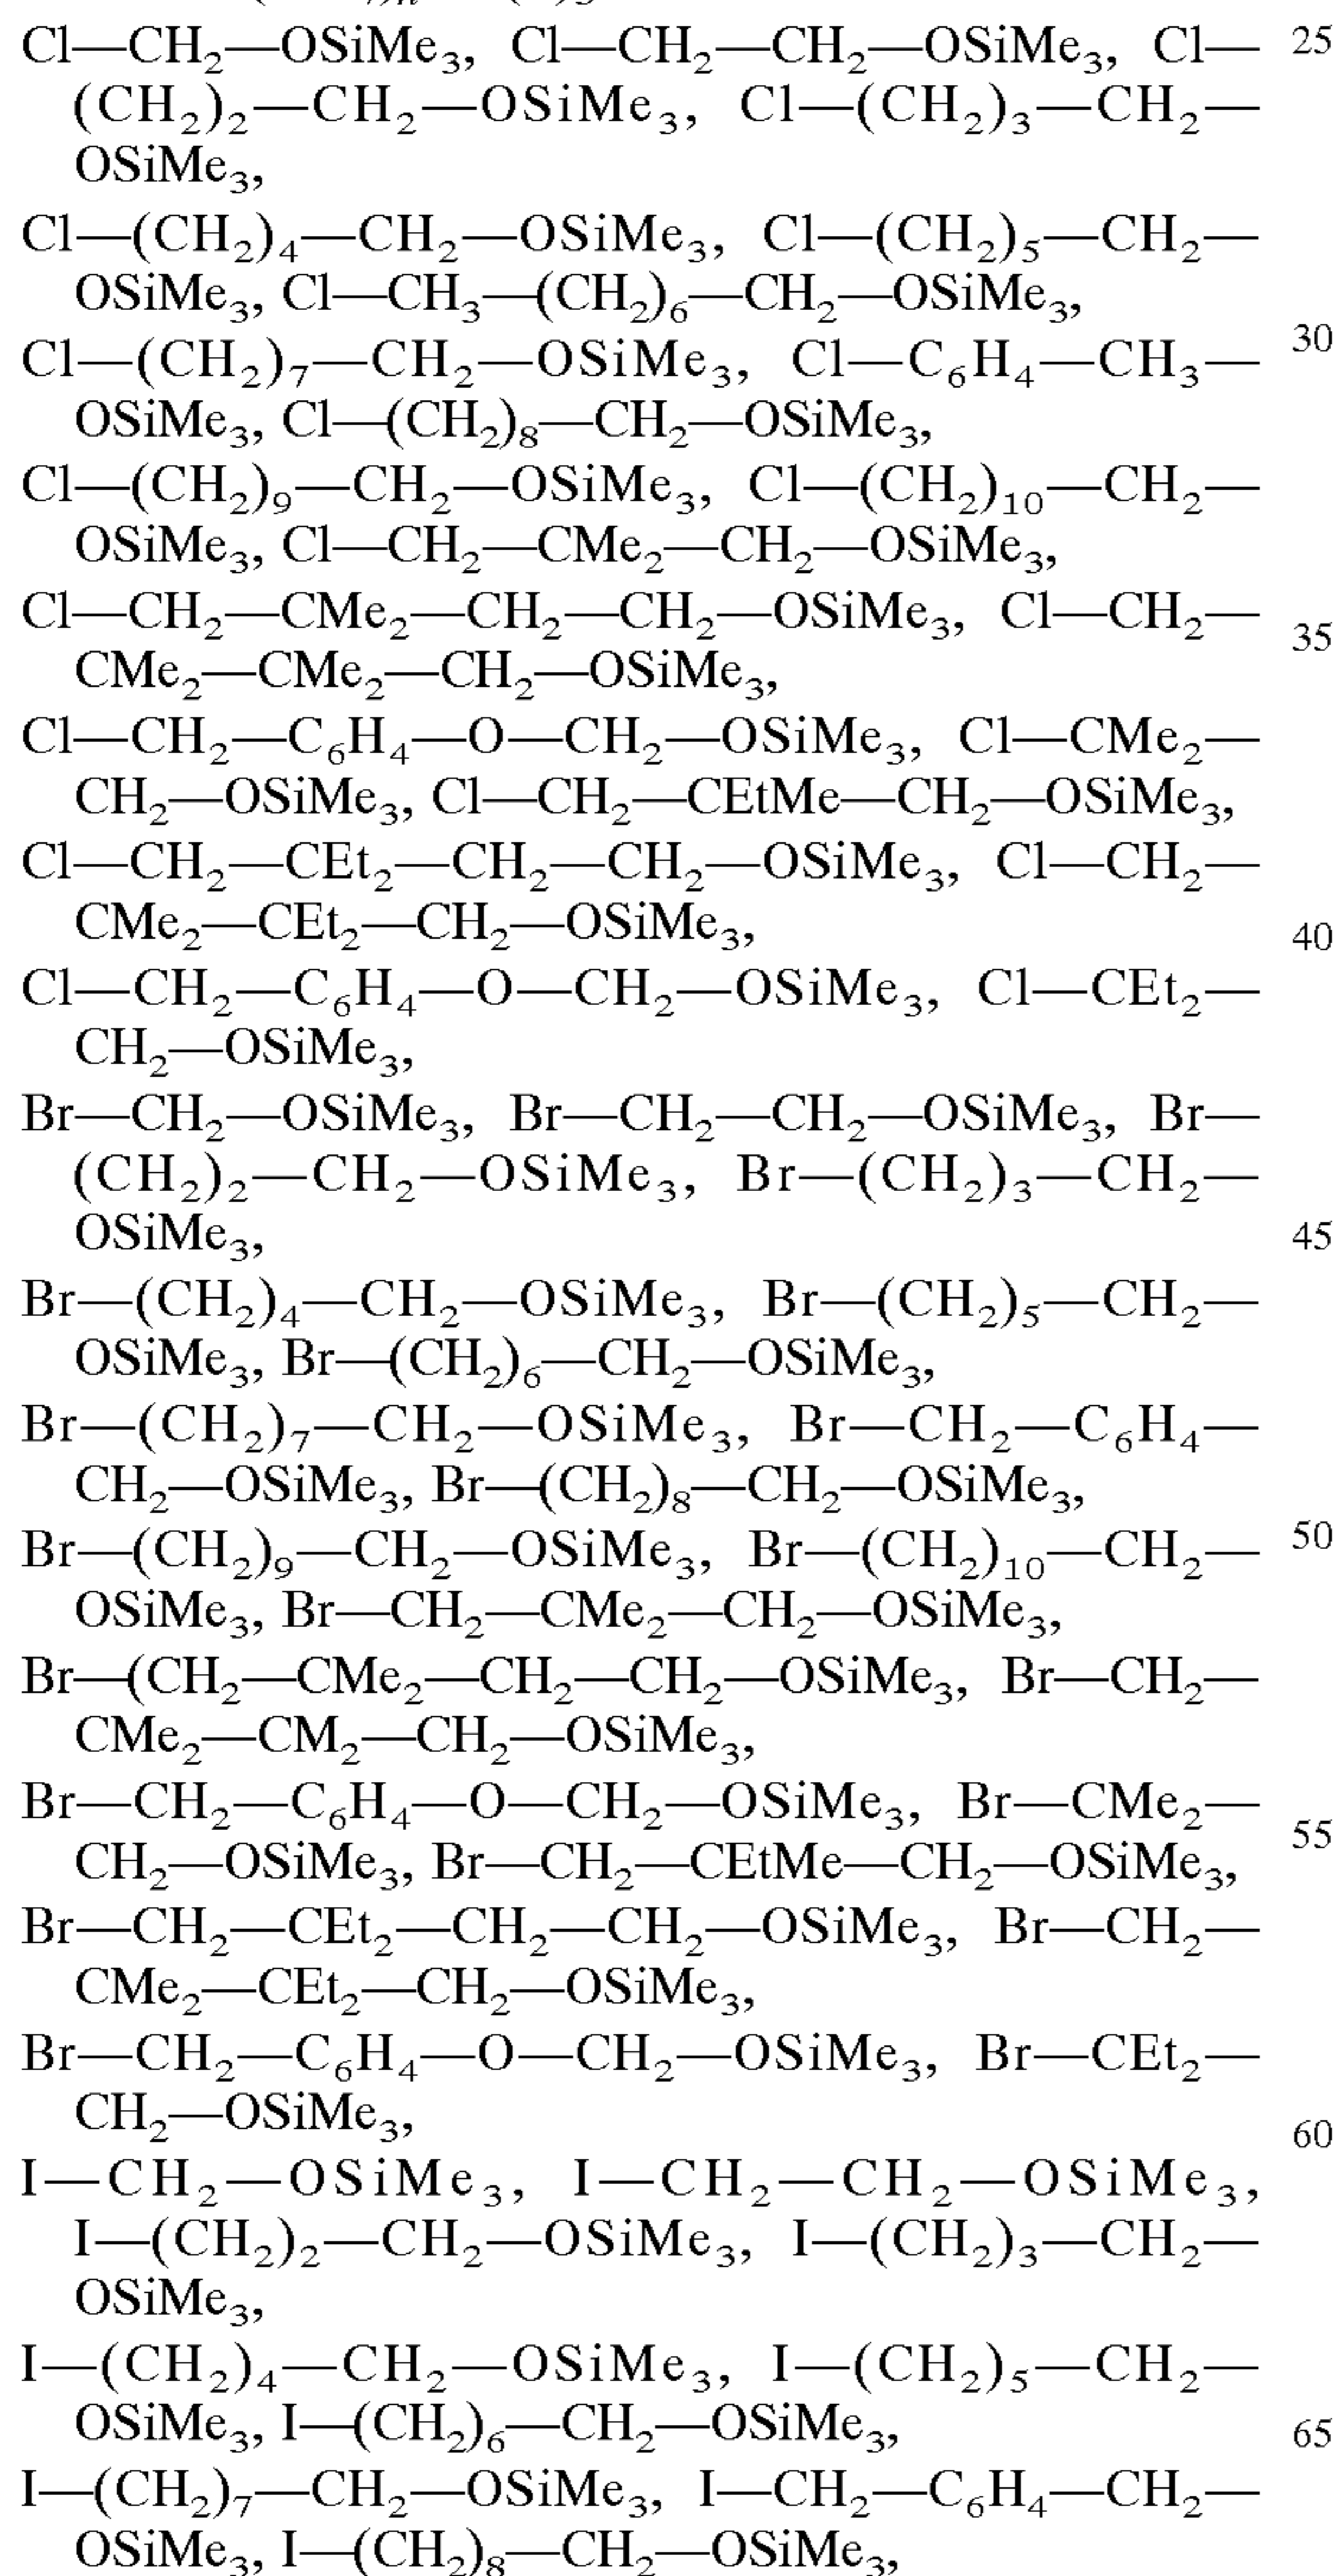 Cl—CH₂—OSiMe₃, Cl—CH₂—CH₂—OSiMe₃, Cl— 25
(CH₂)₂—CH₂—OSiMe₃, Cl—(CH₂)₃—CH₂—
OSiMe₃,
Cl—(CH₂)₄—CH₂—OSiMe₃, Cl—(CH₂)₅—CH₂—
OSiMe₃, Cl—CH₃—(CH₂)₆—CH₂—OSiMe₃,
Cl—(CH₂)₇—CH₂—OSiMe₃, Cl—C₆H₄—CH₃— 30
OSiMe₃, Cl—(CH₂)₈—CH₂—OSiMe₃,
Cl—(CH₂)₉—CH₂—OSiMe₃, Cl—(CH₂)₁₀—CH₂—
OSiMe₃, Cl—CH₂—CMe₂—CH₂—OSiMe₃,
Cl—CH₂—CMe₂—CH₂—CH₂—OSiMe₃, Cl—CH₂— 35
CMe₂—CMe₂—CH₂—OSiMe₃,
Cl—CH₂—C₆H₄—O—CH₂—OSiMe₃, Cl—CMe₂—
CH₂—OSiMe₃, Cl—CH₂—CEtMe—CH₂—OSiMe₃,
Cl—CH₂—CEt₂—CH₂—CH₂—OSiMe₃, Cl—CH₂—
CMe₂—CEt₂—CH₂—OSiMe₃, 40
Cl—CH₂—C₆H₄—O—CH₂—OSiMe₃, Cl—CEt₂—
CH₂—OSiMe₃,
Br—CH₂—OSiMe₃, Br—CH₂—CH₂—OSiMe₃, Br—
(CH₂)₂—CH₂—OSiMe₃, Br—(CH₂)₃—CH₂—
OSiMe₃, 45
Br—(CH₂)₄—CH₂—OSiMe₃, Br—(CH₂)₅—CH₂—
OSiMe₃, Br—(CH₂)₆—CH₂—OSiMe₃,
Br—(CH₂)₇—CH₂—OSiMe₃, Br—CH₂—C₆H₄—
CH₂—OSiMe₃, Br—(CH₂)₈—CH₂—OSiMe₃,
Br—(CH₂)₉—CH₂—OSiMe₃, Br—(CH₂)₁₀—CH₂— 50
OSiMe₃, Br—CH₂—CMe₂—CH₂—OSiMe₃,
Br—(CH₂—CMe₂—CH₂—CH₂—OSiMe₃, Br—CH₂—
CMe₂—CM₂—CH₂—OSiMe₃,
Br—CH₂—C₆H₄—O—CH₂—OSiMe₃, Br—CMe₂— 55
CH₂—OSiMe₃, Br—CH₂—CEtMe—CH₂—OSiMe₃,
Br—CH₂—CEt₂—CH₂—CH₂—OSiMe₃, Br—CH₂—
CMe₂—CEt₂—CH₂—OSiMe₃,
Br—CH₂—C₆H₄—O—CH₂—OSiMe₃, Br—CEt₂—
CH₂—OSiMe₃, 60
I—CH₂—OSiMe₃, I—CH₂—CH₂—OSiMe₃,
I—(CH₂)₂—CH₂—OSiMe₃, I—(CH₂)₃—CH₂—
OSiMe₃,
I—(CH₂)₄—CH₂—OSiMe₃, I—(CH₂)₅—CH₂—
OSiMe₃, I—(CH₂)₆—CH₂—OSiMe₃, 65
I—(CH₂)₇—CH₂—OSiMe₃, I—CH₂—C₆H₄—CH₂—
OSiMe₃, I—(CH₂)₈—CH₂—OSiMe₃,